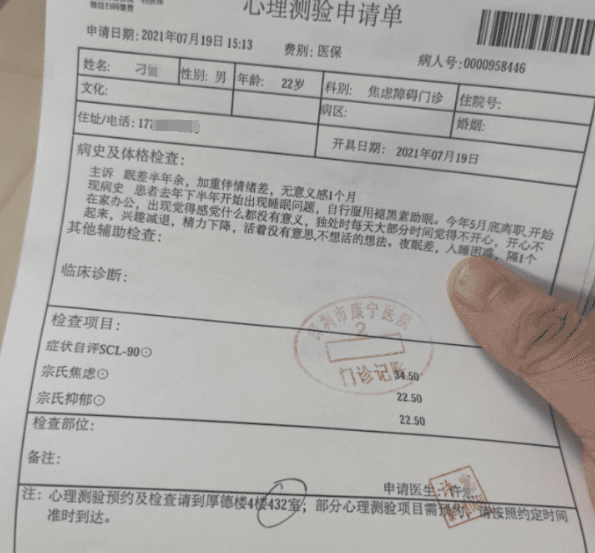 微信扫码缴费
心理测验申请单
申请日期: 2021年07月19日 15:13 费别: 医保 病人号: 0000958446
姓名: 刁 性别: 男 年龄: 22岁 科别: 焦虑障碍门诊 住院号:
文化: 病区: 婚姻:
住址/电话: 177 开具日期: 2021年07月19日
病史及体格检查:
主诉 眠差半年余，加重伴情绪差，无意义感1个月
现病史 患者去年下半年开始出现睡眠问题，自行服用褪黑素助眠。今年5月底离职,开始
在家办公，出现觉得感觉什么都没有意义，独处时每天大部分时间觉得不开心，开心不
起来，兴趣减退，精力下降，活着没有意思,不想活的想法。夜眠差，入睡困难，隔1个
其他辅助检查:
临床诊断:
市康宁医院
2
门诊记
检查项目:
症状自评SCL-90⊙ 34.50
宗氏焦虑⊙ 22.50
宗氏抑郁⊙ 22.50
检查部位:
备注:
申请医生: 许
注: 心理测验预约及检查请到厚德楼4楼432室; 部分心理测验项目需预约，请按照约定时间
准时到达。